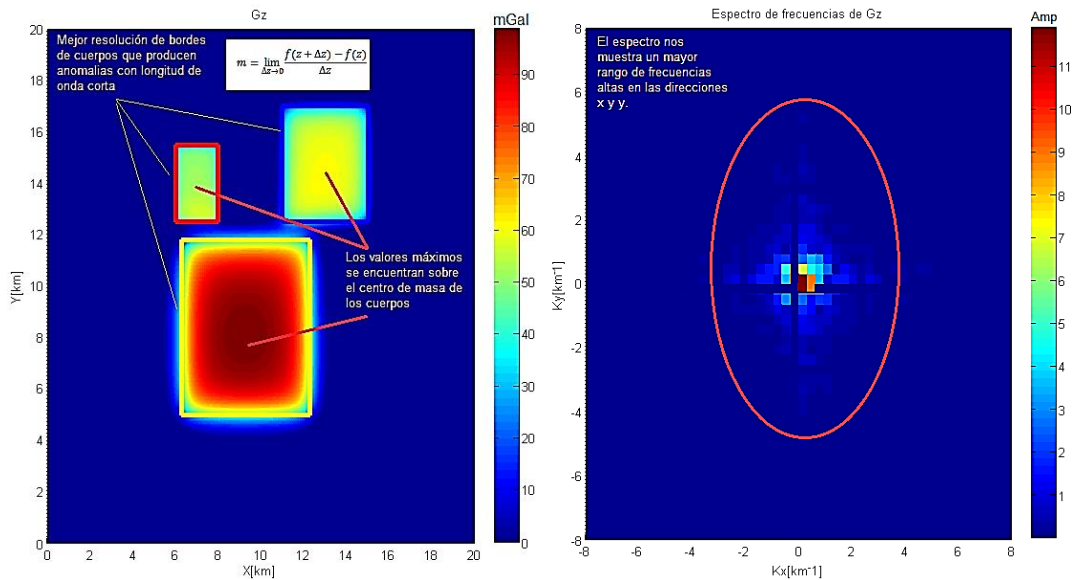 Gz
mGal
Mejor resolución de bordes
de cuerpos que producen
anomalias con longitud de
onda corta
m = lim Δz→0 f(z + Δz) − f(z) / Δz
Los valores máximos
se encuentran sobre
el centro de masa de
los cuerpos
20
18
16
14
12
10
8
6
4
2
0
Y[km]
0 2 4 6 8 10 12 14 16 18 20
X[km]
90
80
70
60
50
40
30
20
10
0
Espectro de frecuencias de Gz
Amp
El espectro nos
muestra un mayor
rango de frecuencias
altas en las direcciones
x y y.
8
6
4
2
0
-2
-4
-6
-8
Ky[km-1]
-8 -6 -4 -2 0 2 4 6 8
Kx[km-1]
11
10
9
8
7
6
5
4
3
2
1